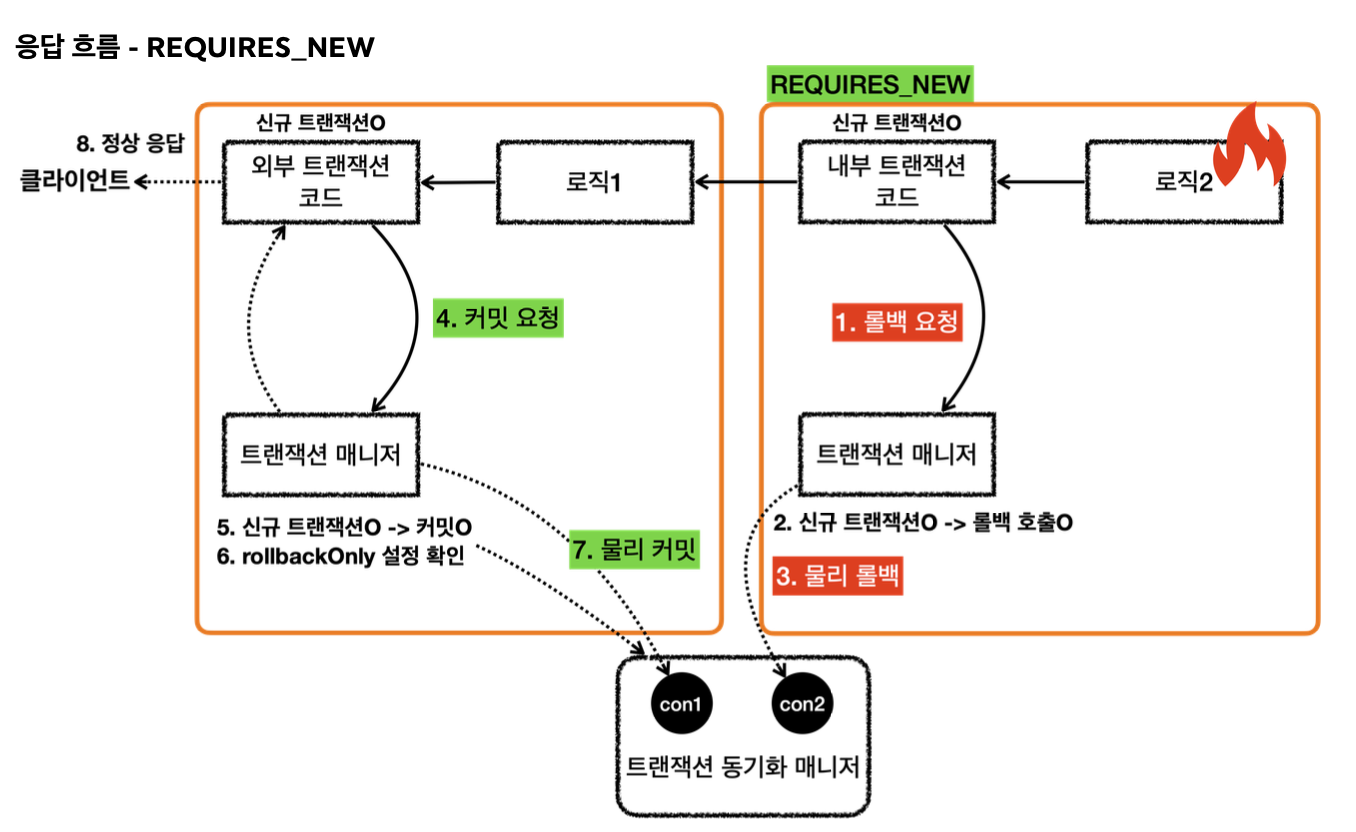 응답 흐름 - REQUIRES_NEW
REQUIRES_NEW
신규 트랜잭션O
신규 트랜잭션O
8. 정상 응답
클라이언트
외부 트랜잭션
코드
로직1
내부 트랜잭션
코드
로직2
4. 커밋 요청
1. 롤백 요청
트랜잭션 매니저
트랜잭션 매니저
5. 신규 트랜잭션O -> 커밋O
6. rollbackOnly 설정 확인
7. 물리 커밋
2. 신규 트랜잭션O -> 롤백 호출O
3. 물리 롤백
con1
con2
트랜잭션 동기화 매니저